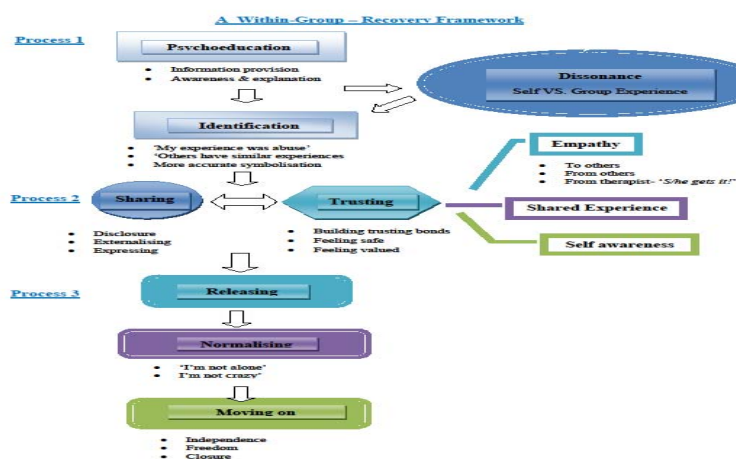 A Within-Group – Recovery Framework
Process 1
Psychoeducation
• Information provision
• Awareness & explanation
Dissonance
Self VS. Group Experience
Identification
• 'My experience was abuse'
• 'Others have similar experiences
• More accurate symbolisation
Empathy
• To others
• From others
• From therapist- 'S/he gets it!'
Process 2
Sharing
Trusting
Shared Experience
• Disclosure
• Externalising
• Expressing
• Building trusting bonds
• Feeling safe
• Feeling valued
Self awareness
Process 3
Releasing
Normalising
• 'I'm not alone'
• I'm not crazy'
Moving on
• Independence
• Freedom
• Closure